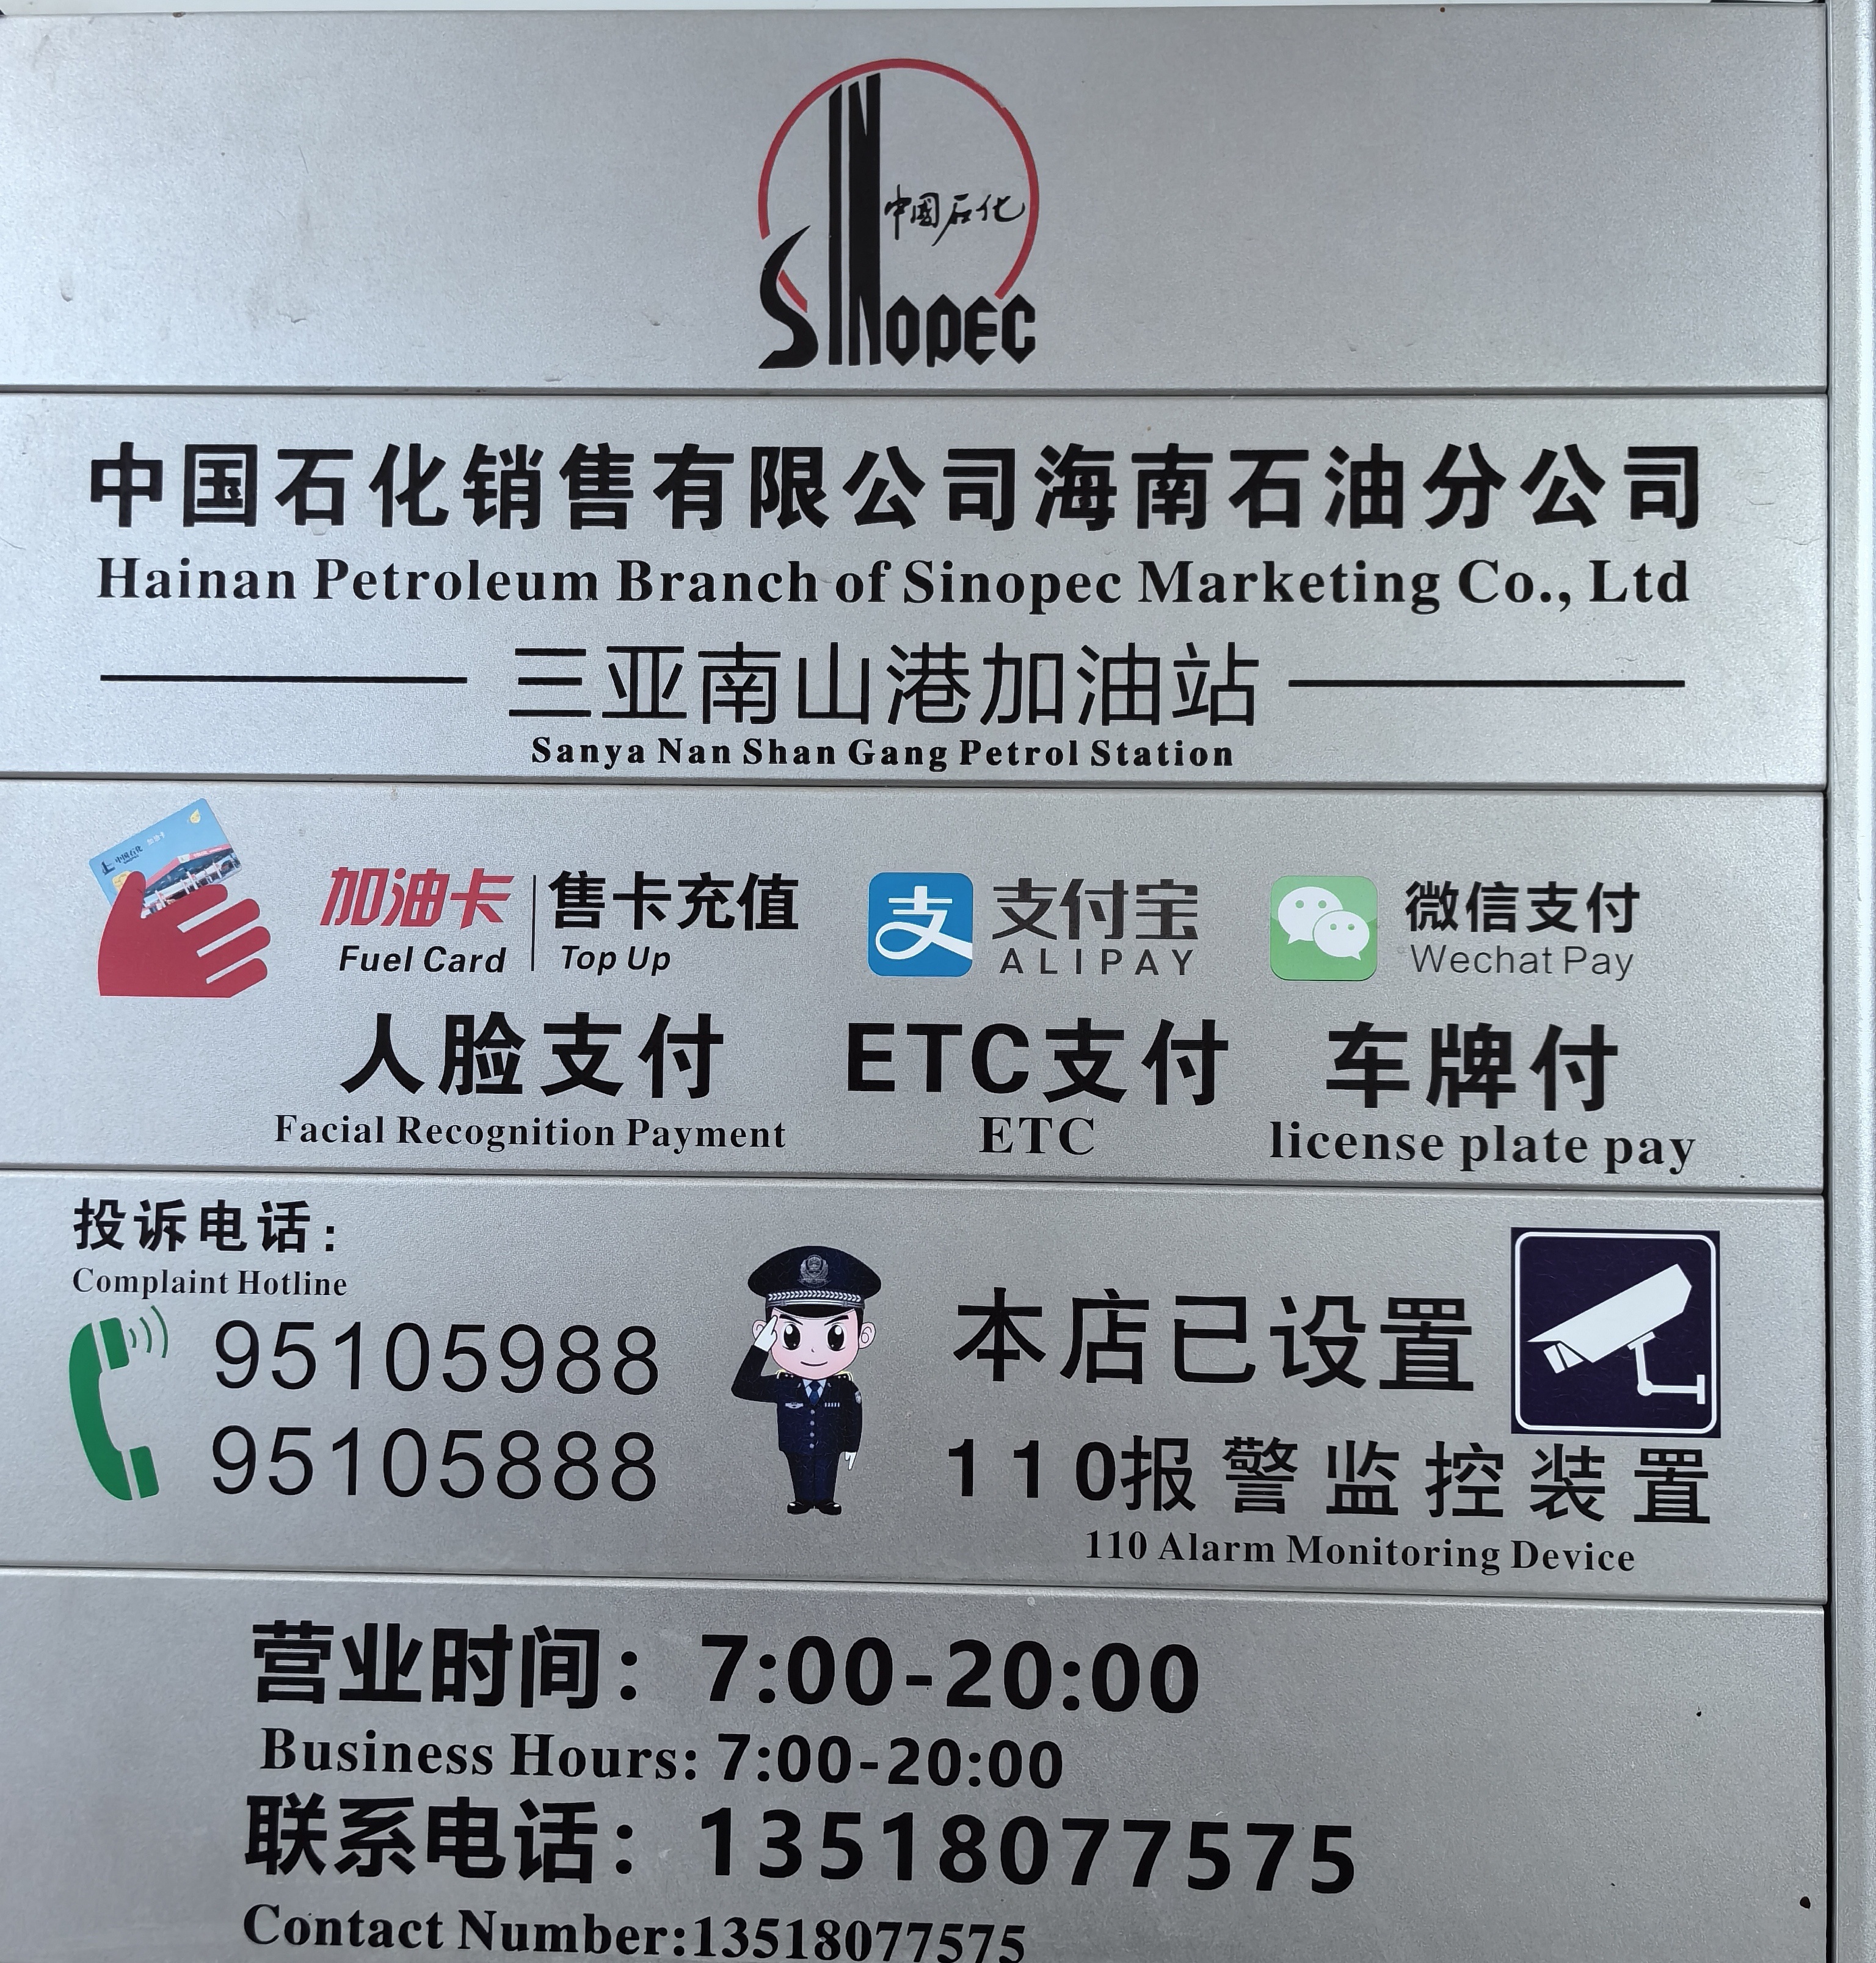 中國石化
SINOPEC
中国石化销售有限公司海南石油分公司
Hainan Petroleum Branch of Sinopec Marketing Co., Ltd
三亚南山港加油站
Sanya Nan Shan Gang Petrol Station
中国石化
加油卡 售卡充值 支付宝 微信支付
Fuel Card Top Up ALIPAY Wechat Pay
人脸支付 ETC支付 车牌付
Facial Recognition Payment ETC license plate pay
投诉电话:
Complaint Hotline
95105988
95105888
本店已设置
110报警监控装置
110 Alarm Monitoring Device
营业时间: 7:00-20:00
Business Hours: 7:00-20:00
联系电话: 13518077575
Contact Number:13518077575